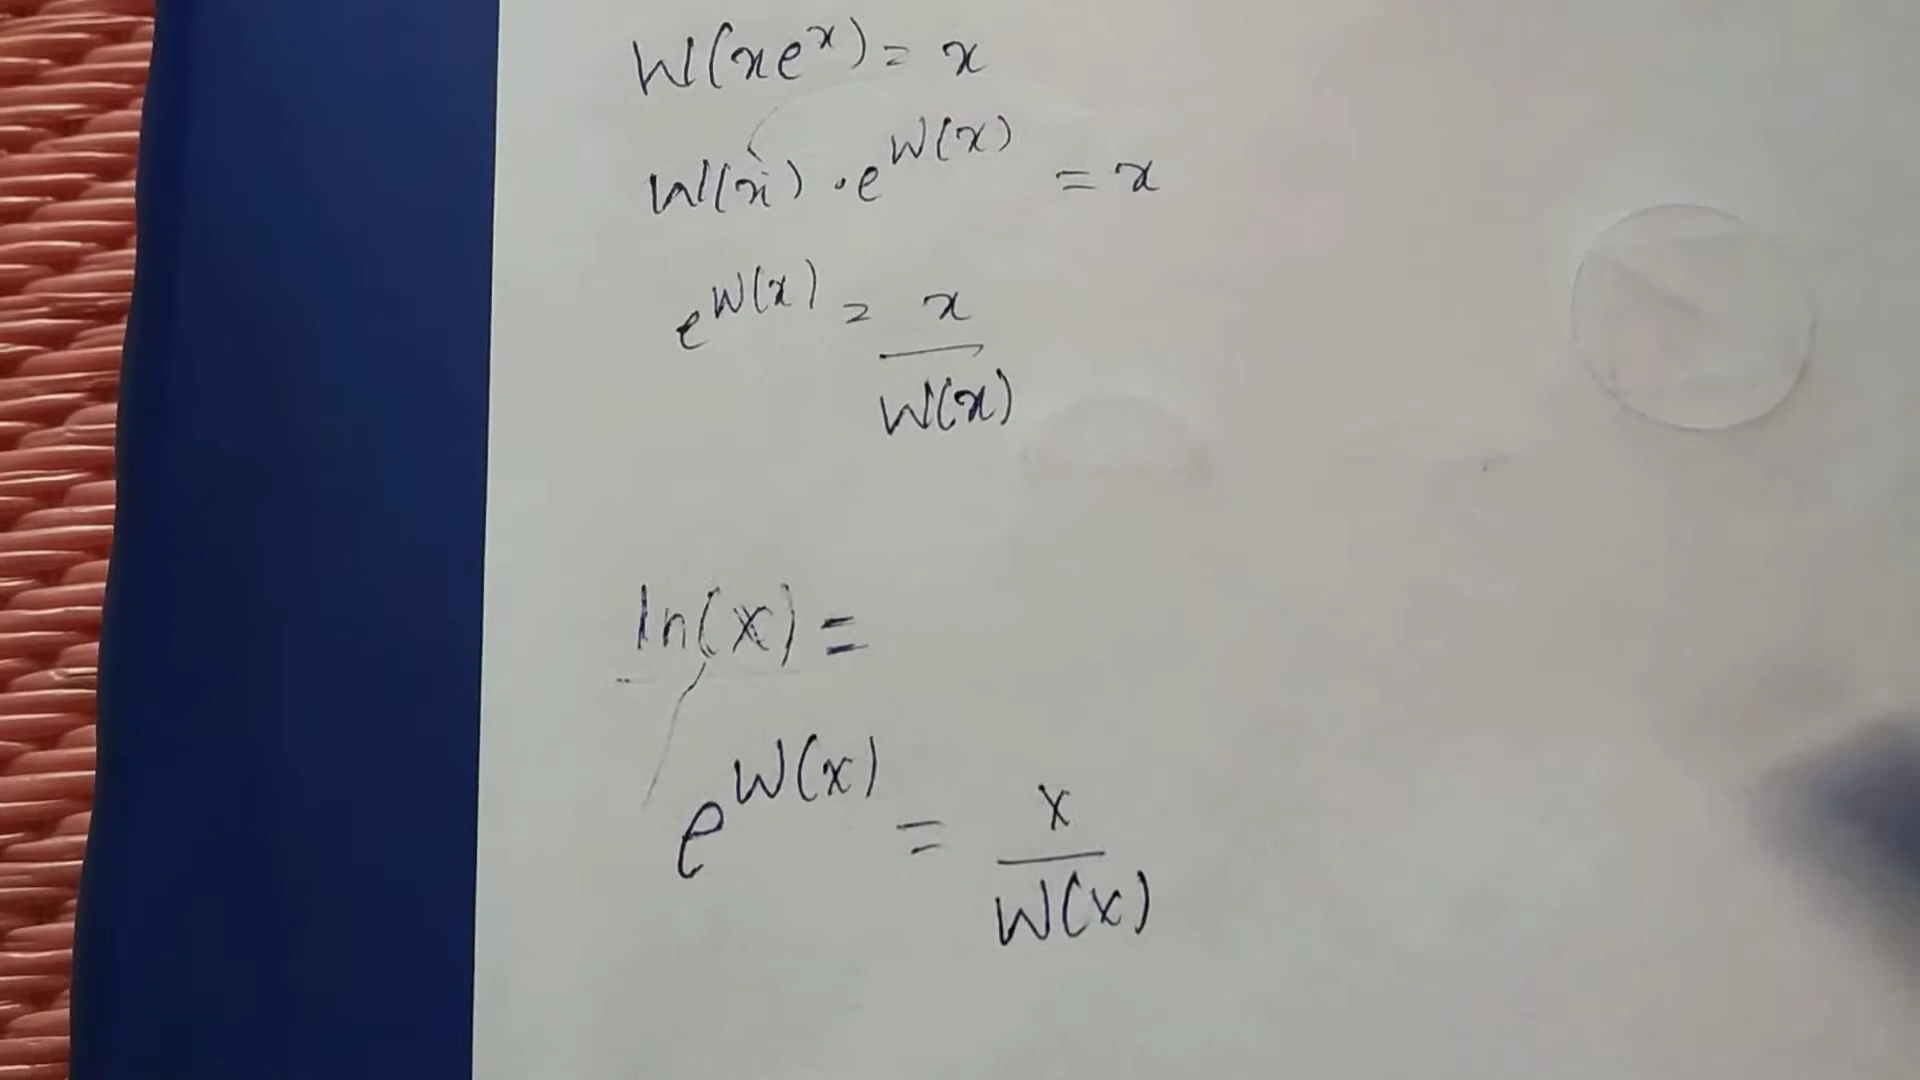 W(xe^x) = x
W(x) · e^W(x) = x
e^W(x) = x / W(x)
ln(x) =
e^W(x) = x / W(x)